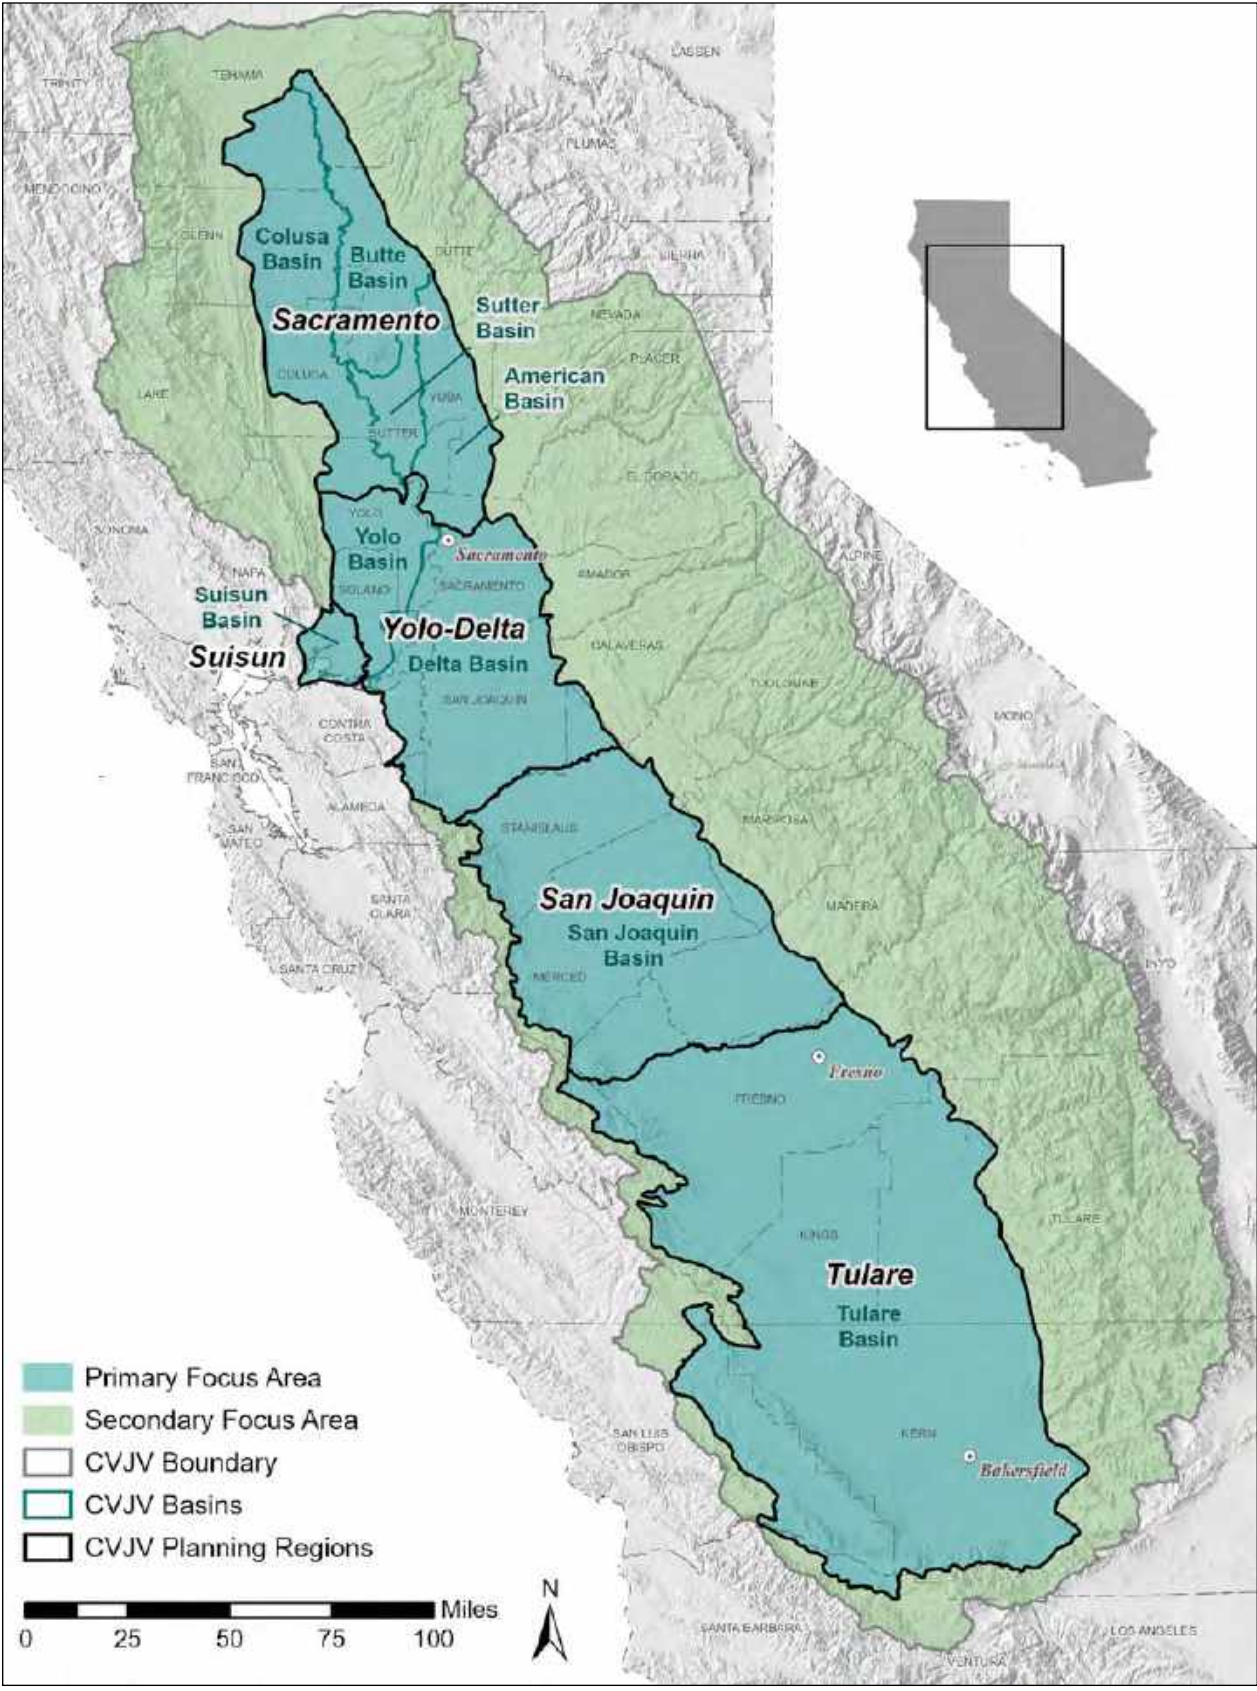 LASSEN
TEHAMA
TRINITY
PLUMAS
MENDOCINO
GLENN
Colusa
Basin
Butte
Basin
BUTTE
SIERRA
Sacramento
Sutter
Basin
NEVADA
PLACER
COLUSA
American
Basin
LAKE
YUBA
SUTTER
EL DORADO
YOLO
SONOMA
Yolo
Basin
Sacramento
ALPINE
NAPA
AMADOR
SOLANO
SACRAMENTO
Suisun
Basin
Yolo-Delta
CALAVERAS
Suisun
Delta Basin
TUOLUMNE
SAN JOAQUIN
MONO
CONTRA
COSTA
SAN
FRANCISCO
ALAMEDA
MARIPOSA
SAN
MATEO
STANISLAUS
San Joaquin
SANTA
CLARA
MADERA
San Joaquin
Basin
INYO
SANTA CRUZ
MERCED
Fresno
FRESNO
MONTEREY
TULARE
KINGS
Tulare
Tulare
Basin
Primary Focus Area
Secondary Focus Area
SAN LUIS
OBISPO
KERN
CVJV Boundary
Bakersfield
CVJV Basins
CVJV Planning Regions
N
Miles
0 25 50 75 100
SANTA BARBARA
LOS ANGELES
VENTURA